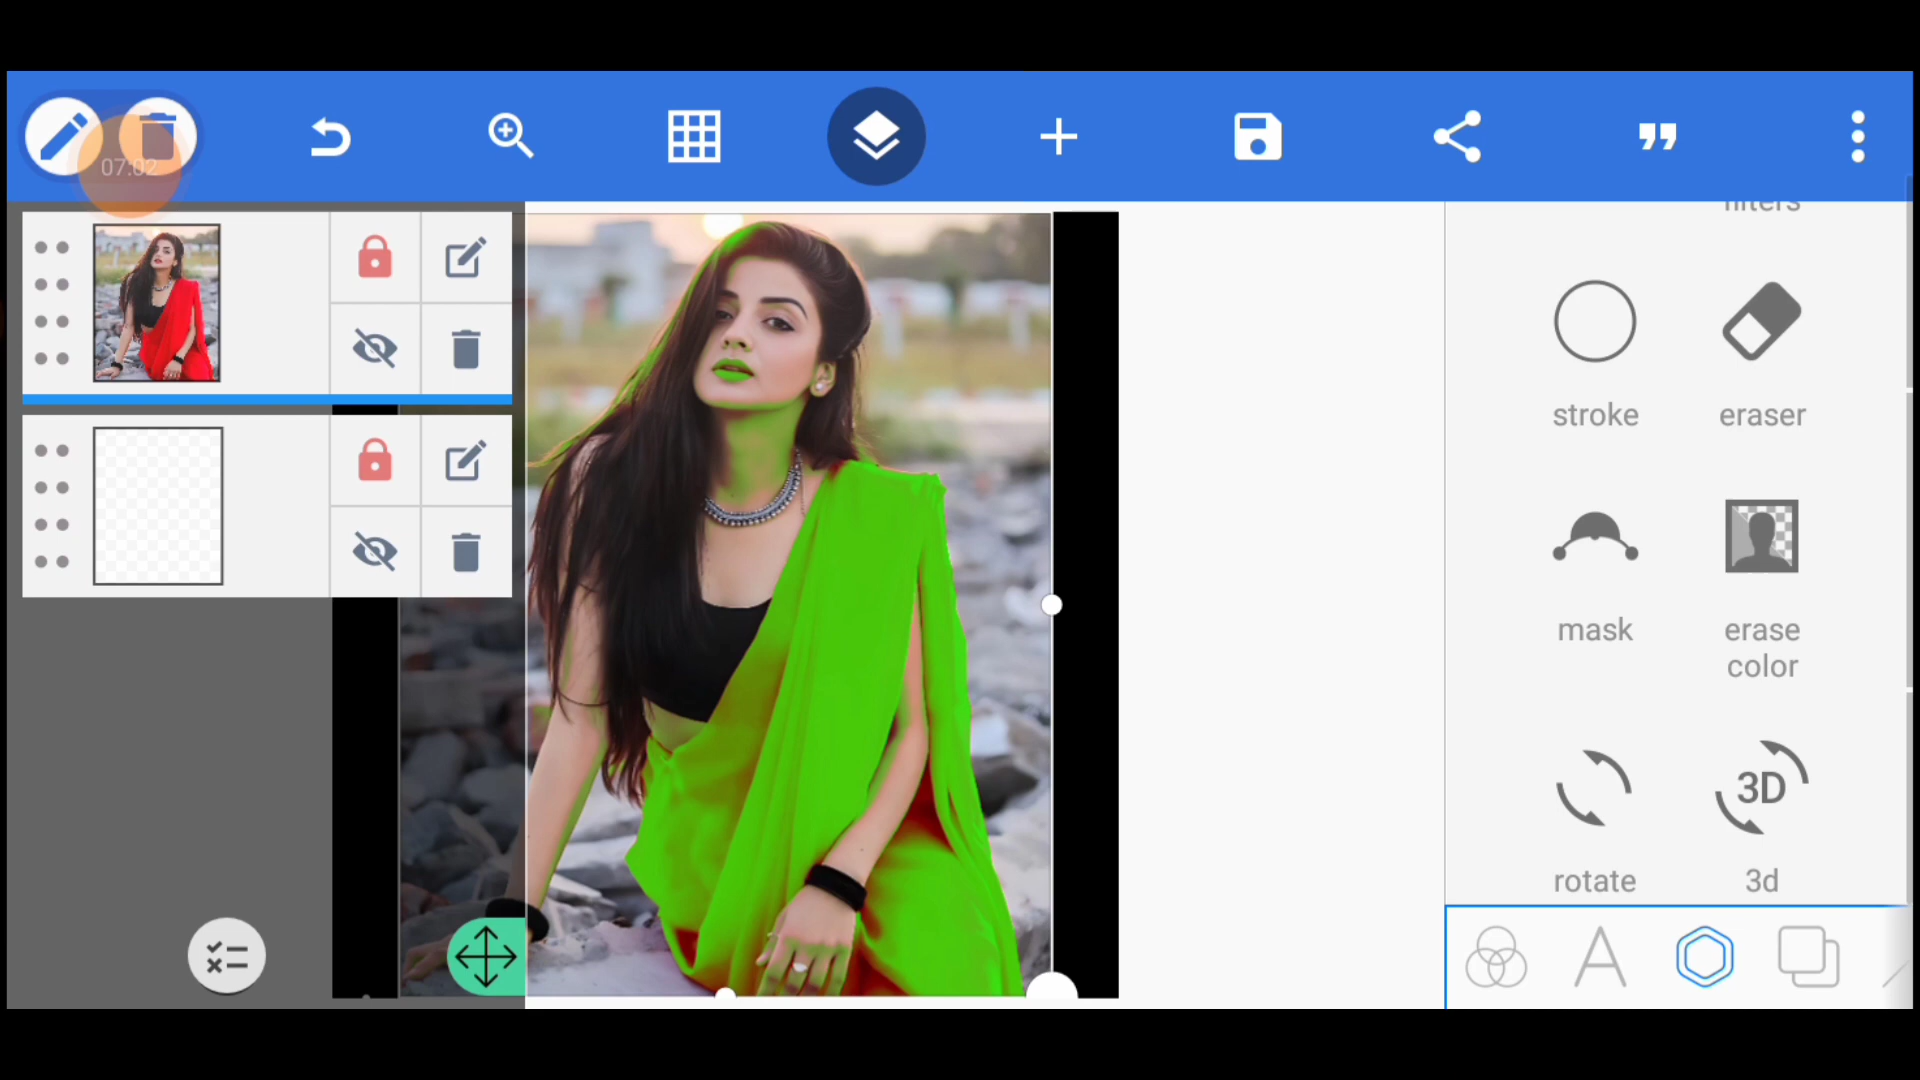 07:02
filters
stroke
eraser
mask
erase
color
3D
rotate
3d